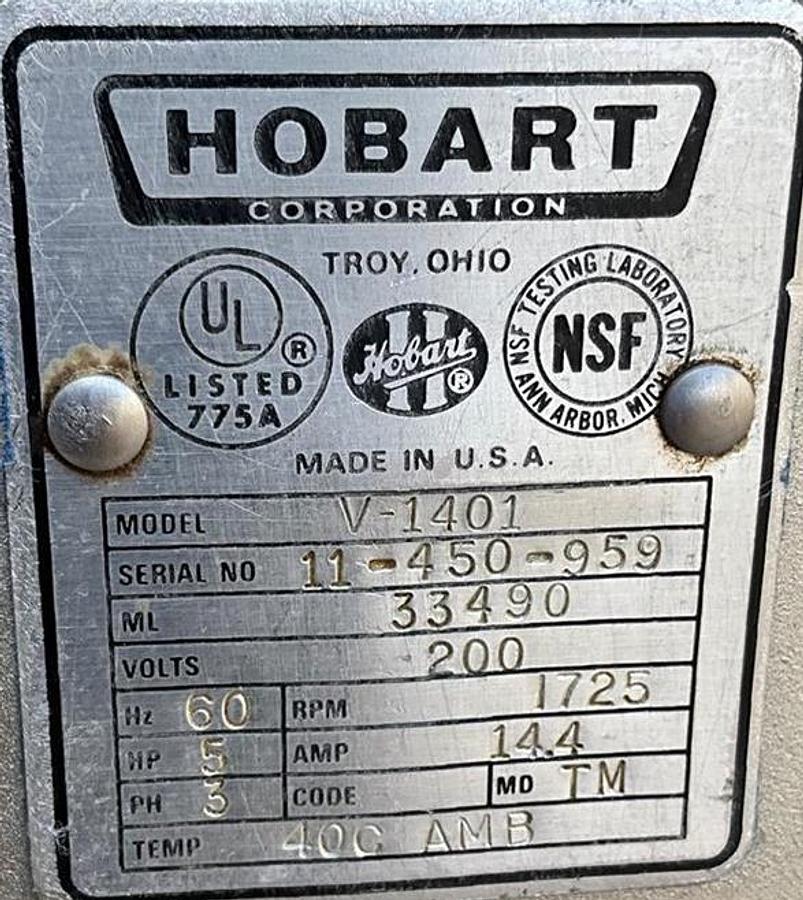 HOBART
CORPORATION
TROY, OHIO
UL ®
LISTED
775A
H
Hobart ®
NSF TESTING LABORATORY
NSF
ANN ARBOR, MICH
MADE IN U.S.A.
MODEL V-1401
SERIAL NO 11-450-959
ML 33490
VOLTS 200
Hz 60 RPM 1725
HP 5 AMP 14.4
PH 3 CODE MD TM
TEMP 40C AMB